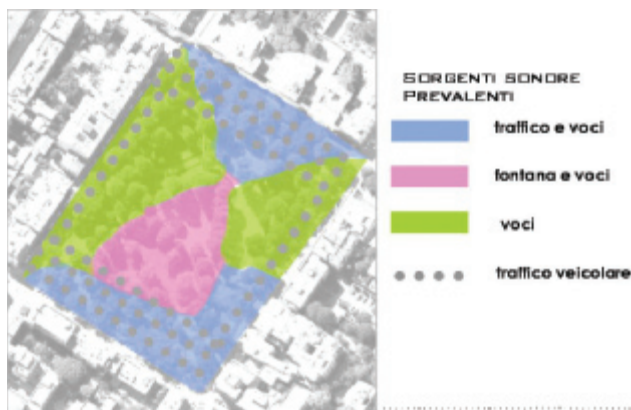 SORGENTI SONORE
PREVALENTI
traffico e voci
fontana e voci
voci
traffico veicolare